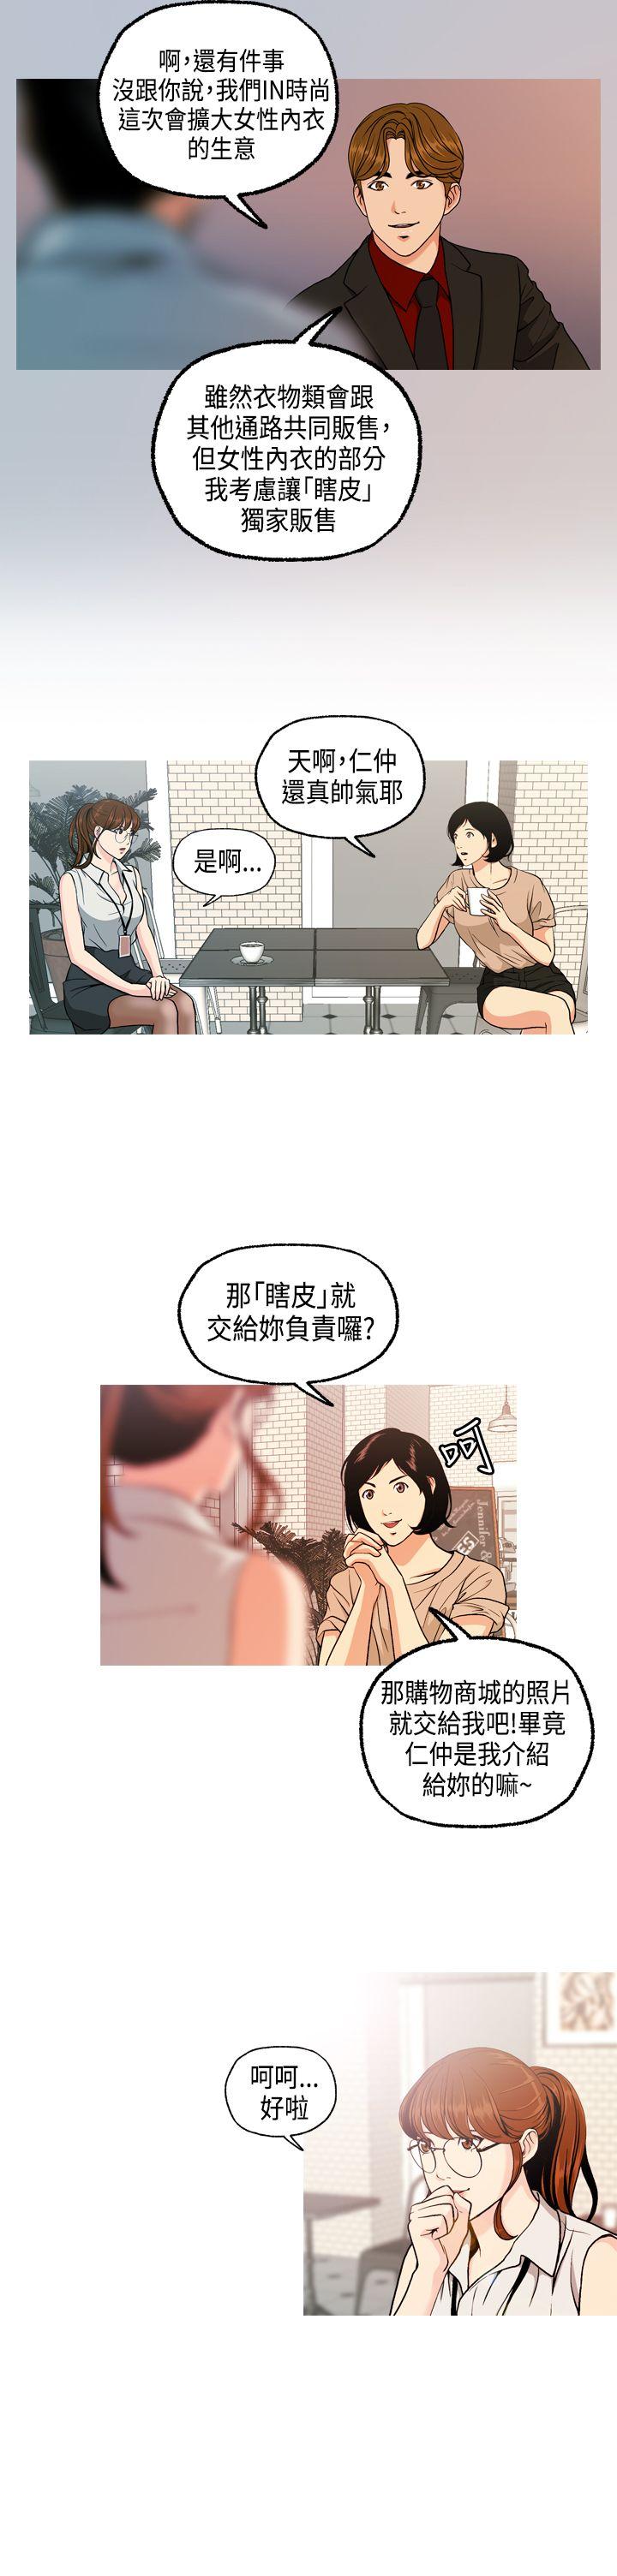 啊，還有件事
沒跟你說，我們IN時尚
這次會擴大女性內衣
的生意
雖然衣物類會跟
其他通路共同販售，
但女性內衣的部分
我考慮讓「瞎皮」
獨家販售
天啊，仁仲
還真帥氣耶
是啊...
那「瞎皮」就
交給妳負責囉?
呵
Jennifer &
那購物商城的照片
就交給我吧!畢竟
仁仲是我介紹
給妳的嘛~
呵呵...
好啦